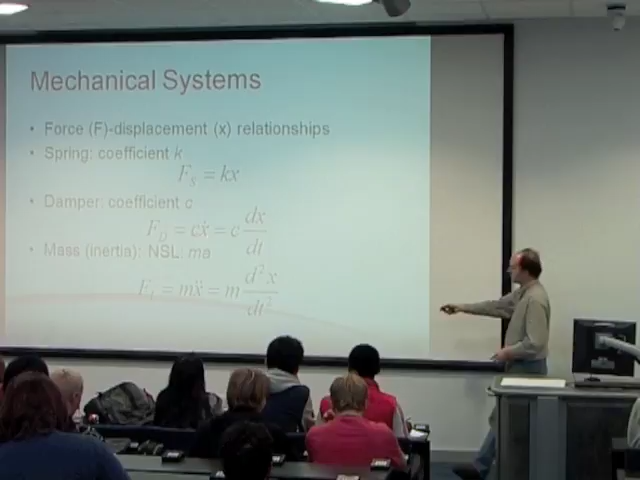 Mechanical Systems
• Force (F)-displacement (x) relationships
• Spring: coefficient k
F_S = kx
• Damper: coefficient c
F_D = cẋ = c dx/dt
• Mass (inertia): NSL: ma
F_I = mẍ = m d²x/dt²